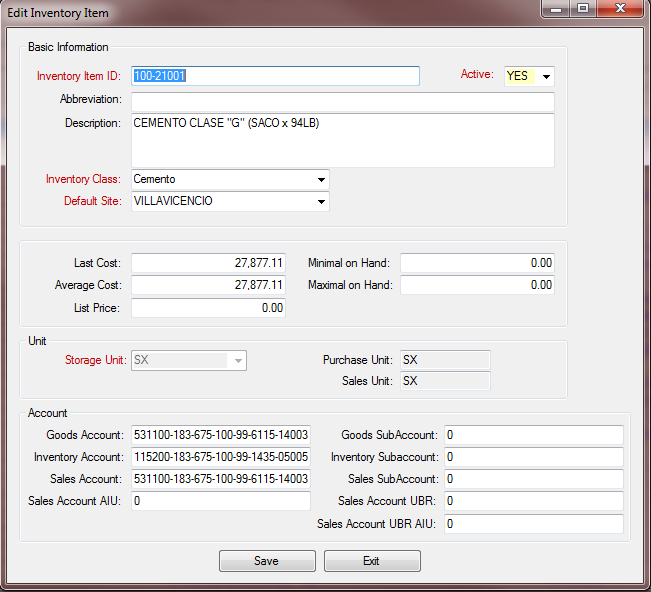 Edit Inventory Item
Basic Information
Inventory Item ID: 100-21001 Active: YES
Abbreviation:
Description: CEMENTO CLASE "G" (SACO x 94LB)
Inventory Class: Cemento
Default Site: VILLAVICENCIO
Last Cost: 27,877.11 Minimal on Hand: 0.00
Average Cost: 27,877.11 Maximal on Hand: 0.00
List Price: 0.00
Unit
Storage Unit: SX Purchase Unit: SX
Sales Unit: SX
Account
Goods Account: 531100-183-675-100-99-6115-14003 Goods SubAccount: 0
Inventory Account: 115200-183-675-100-99-1435-05005 Inventory Subaccount: 0
Sales Account: 531100-183-675-100-99-6115-14003 Sales SubAccount: 0
Sales Account AIU: 0 Sales Account UBR: 0
Sales Account UBR AIU: 0
Save Exit